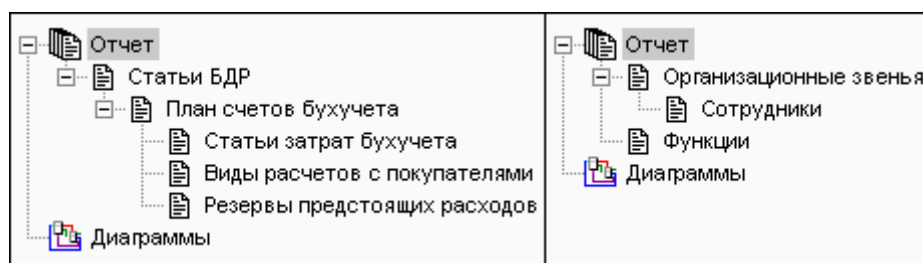 Отчет
Статьи БДР
План счетов бухучета
Статьи затрат бухучета
Виды расчетов с покупателями
Резервы предстоящих расходов
Диаграммы
Отчет
Организационные звенья
Сотрудники
Функции
Диаграммы